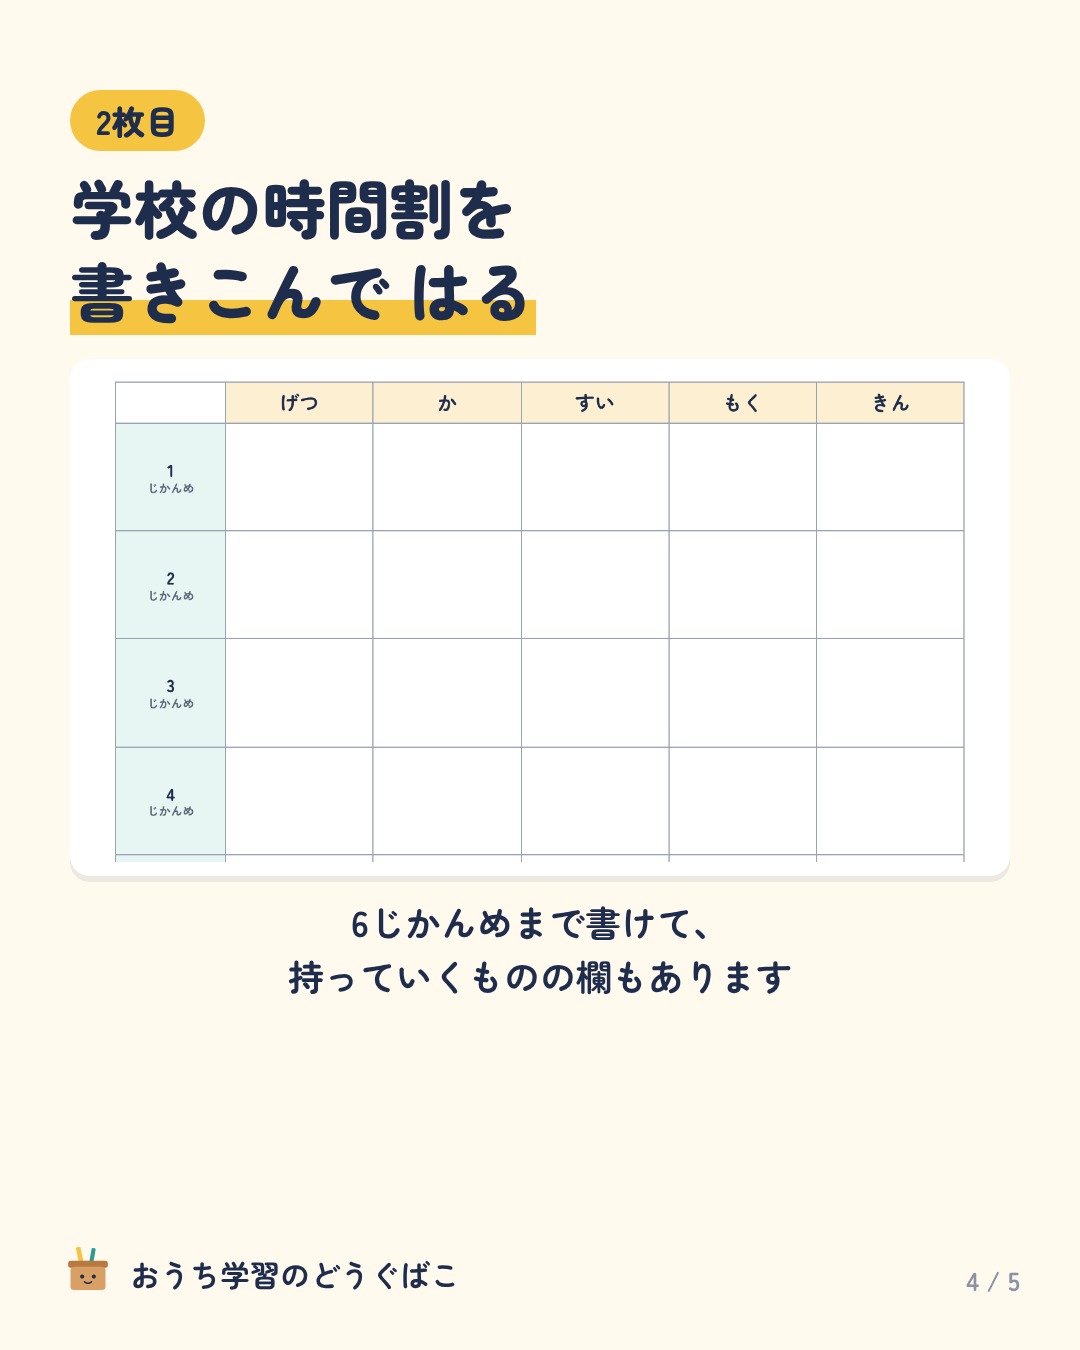 2枚目
学校の時間割を
書きこんで はる
げつ か すい もく きん
1
じかんめ
2
じかんめ
3
じかんめ
4
じかんめ
6じかんめまで書けて、
持っていくものの欄もあります
おうち学習のどうぐばこ
4 / 5